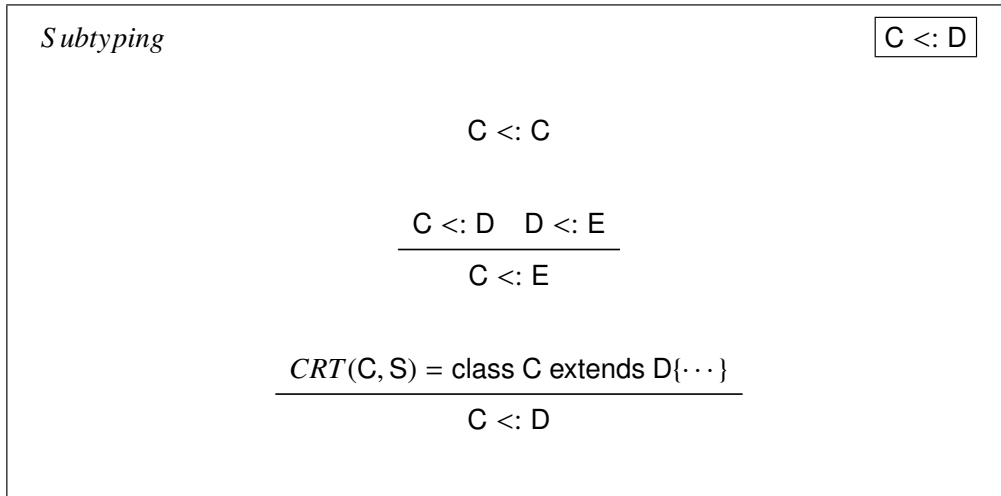 Subtyping C <: D
C <: C
C <: D D <: E
C <: E
CRT(C, S) = class C extends D{· · ·}
C <: D